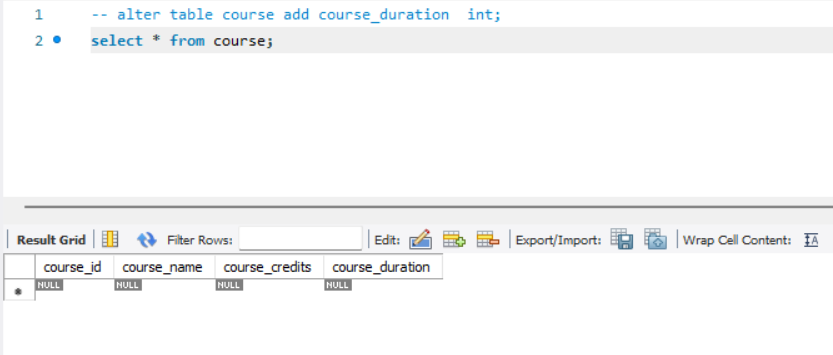 1 -- alter table course add course_duration  int;
2 select * from course;
Result Grid Filter Rows: Edit: Export/Import: Wrap Cell Content: IA
course_id course_name course_credits course_duration
* NULL NULL NULL NULL